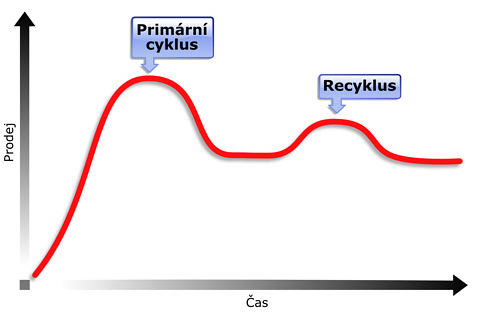 Primární
cyklus
Recyklus
Prodej
Čas